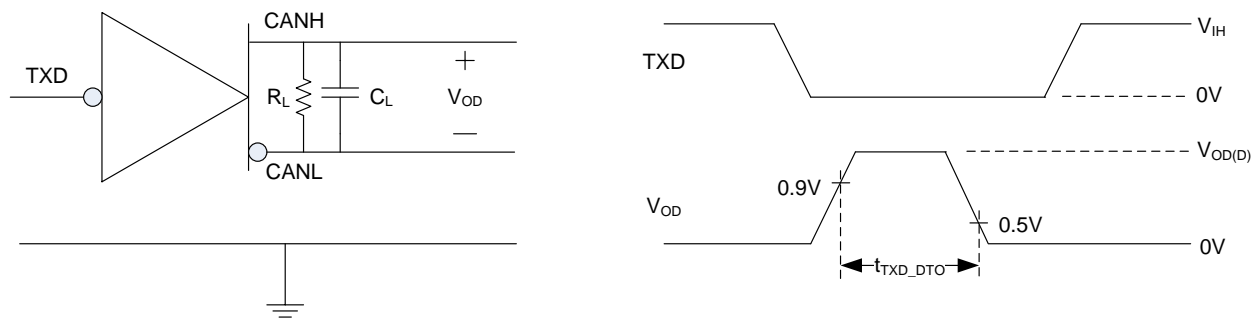 CANH
TXD
R_L
C_L
+
V_OD
—
CANL
TXD
V_IH
0V
V_OD(D)
0.9V
V_OD
0.5V
0V
t_TXD_DTO